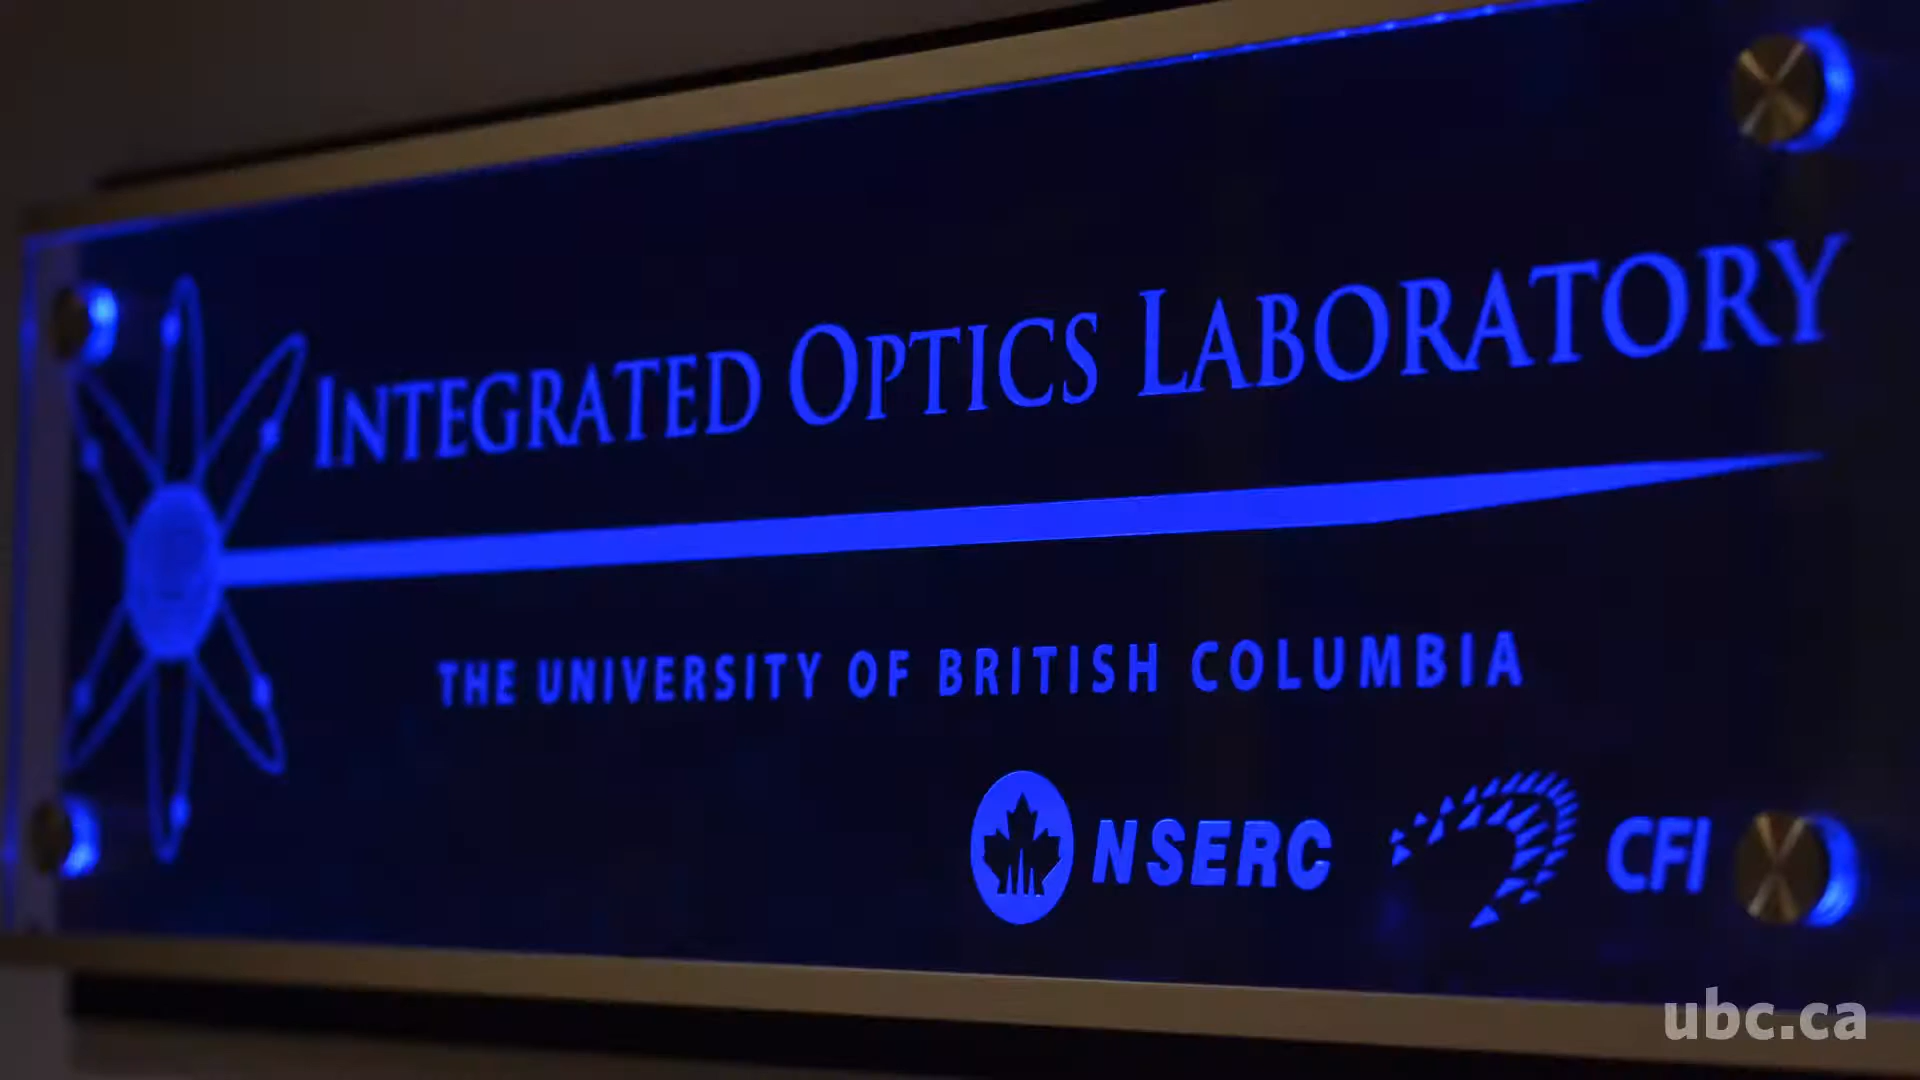 INTEGRATED OPTICS LABORATORY
THE UNIVERSITY OF BRITISH COLUMBIA
NSERC CFI
ubc.ca